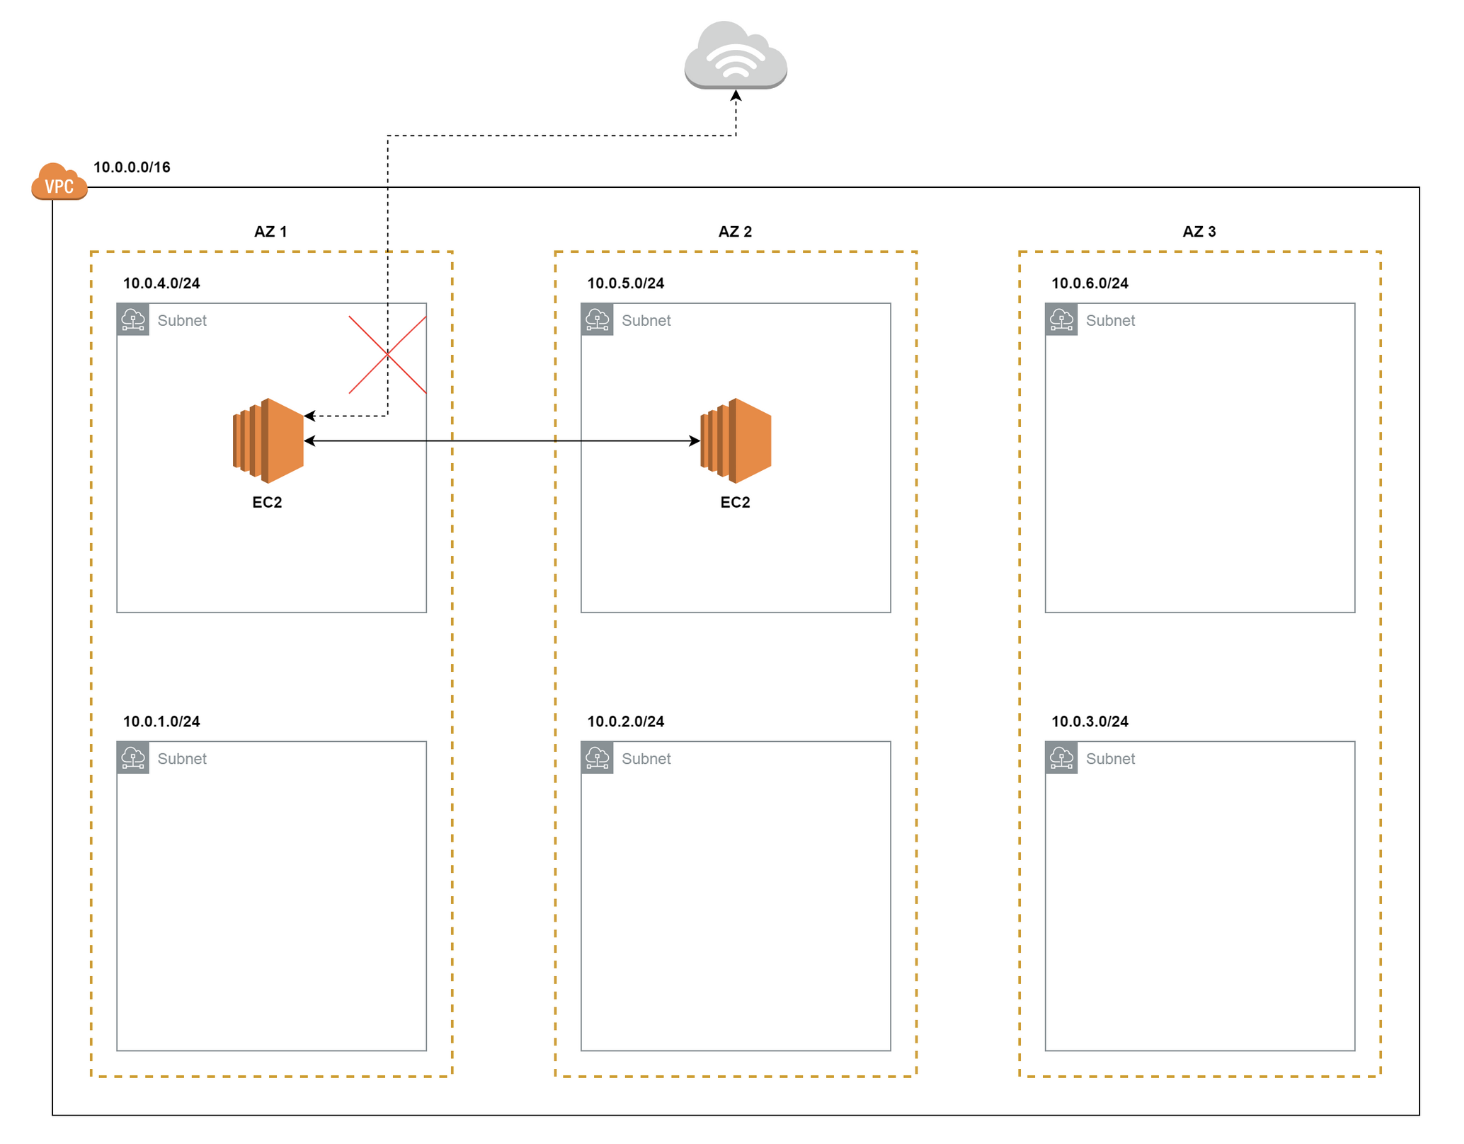 10.0.0.0/16
VPC
AZ 1
AZ 2
AZ 3
10.0.4.0/24
10.0.5.0/24
10.0.6.0/24
Subnet
Subnet
Subnet
EC2
EC2
10.0.1.0/24
10.0.2.0/24
10.0.3.0/24
Subnet
Subnet
Subnet